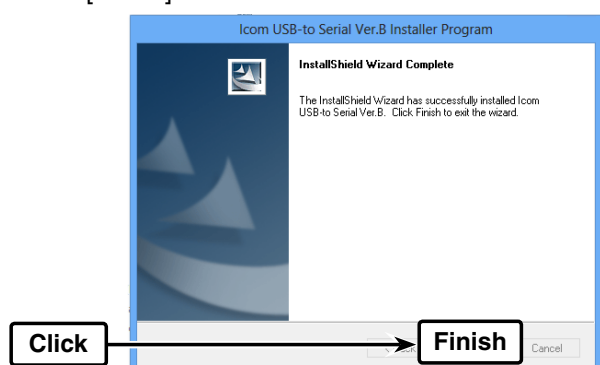 Icom USB-to Serial Ver.B Installer Program
InstallShield Wizard Complete
The InstallShield Wizard has successfully installed Icom
USB-to Serial Ver.B. Click Finish to exit the wizard.
Click
Finish
Cancel